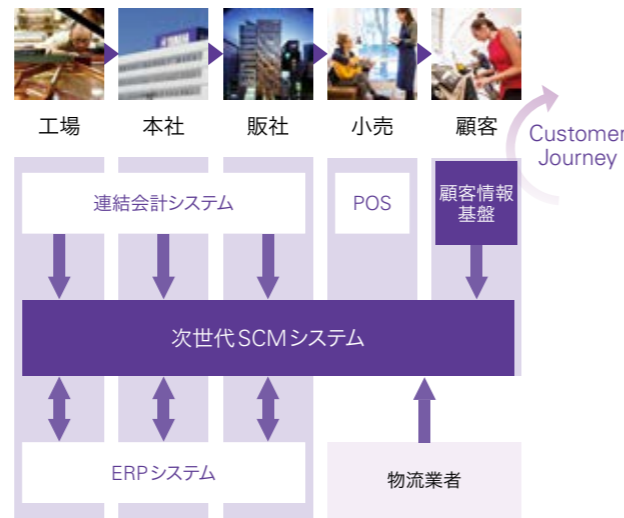 工場
本社
販社
小売
顧客
Customer
Journey
連結会計システム
POS
顧客情報
基盤
次世代SCMシステム
ERPシステム
物流業者